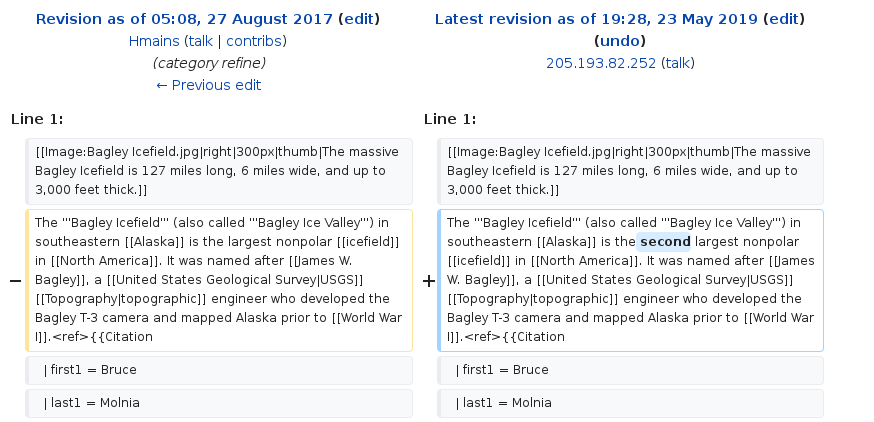 Revision as of 05:08, 27 August 2017 (edit)
Hmains (talk | contribs)
(category refine)
← Previous edit
Latest revision as of 19:28, 23 May 2019 (edit)
(undo)
205.193.82.252 (talk)
Line 1:
[[Image:Bagley Icefield.jpg|right|300px|thumb|The massive
Bagley Icefield is 127 miles long, 6 miles wide, and up to
3,000 feet thick.]]
− The '''Bagley Icefield''' (also called '''Bagley Ice Valley''') in
southeastern [[Alaska]] is the largest nonpolar [[icefield]]
in [[North America]]. It was named after [[James W.
Bagley]], a [[United States Geological Survey|USGS]]
[[Topography|topographic]] engineer who developed the
Bagley T-3 camera and mapped Alaska prior to [[World War
I]].<ref>{{Citation
| first1 = Bruce
| last1 = Molnia
Line 1:
[[Image:Bagley Icefield.jpg|right|300px|thumb|The massive
Bagley Icefield is 127 miles long, 6 miles wide, and up to
3,000 feet thick.]]
+ The '''Bagley Icefield''' (also called '''Bagley Ice Valley''') in
southeastern [[Alaska]] is the second largest nonpolar
[[icefield]] in [[North America]]. It was named after [[James
W. Bagley]], a [[United States Geological Survey|USGS]]
[[Topography|topographic]] engineer who developed the
Bagley T-3 camera and mapped Alaska prior to [[World War
I]].<ref>{{Citation
| first1 = Bruce
| last1 = Molnia